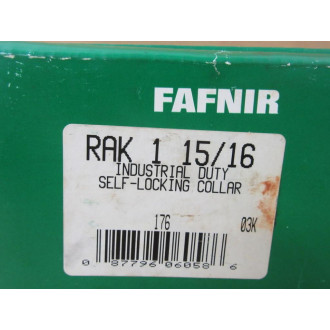 FAFNIR
RAK 1 15/16
INDUSTRIAL DUTY
SELF-LOCKING COLLAR
176 03K
0 87796 06058 6